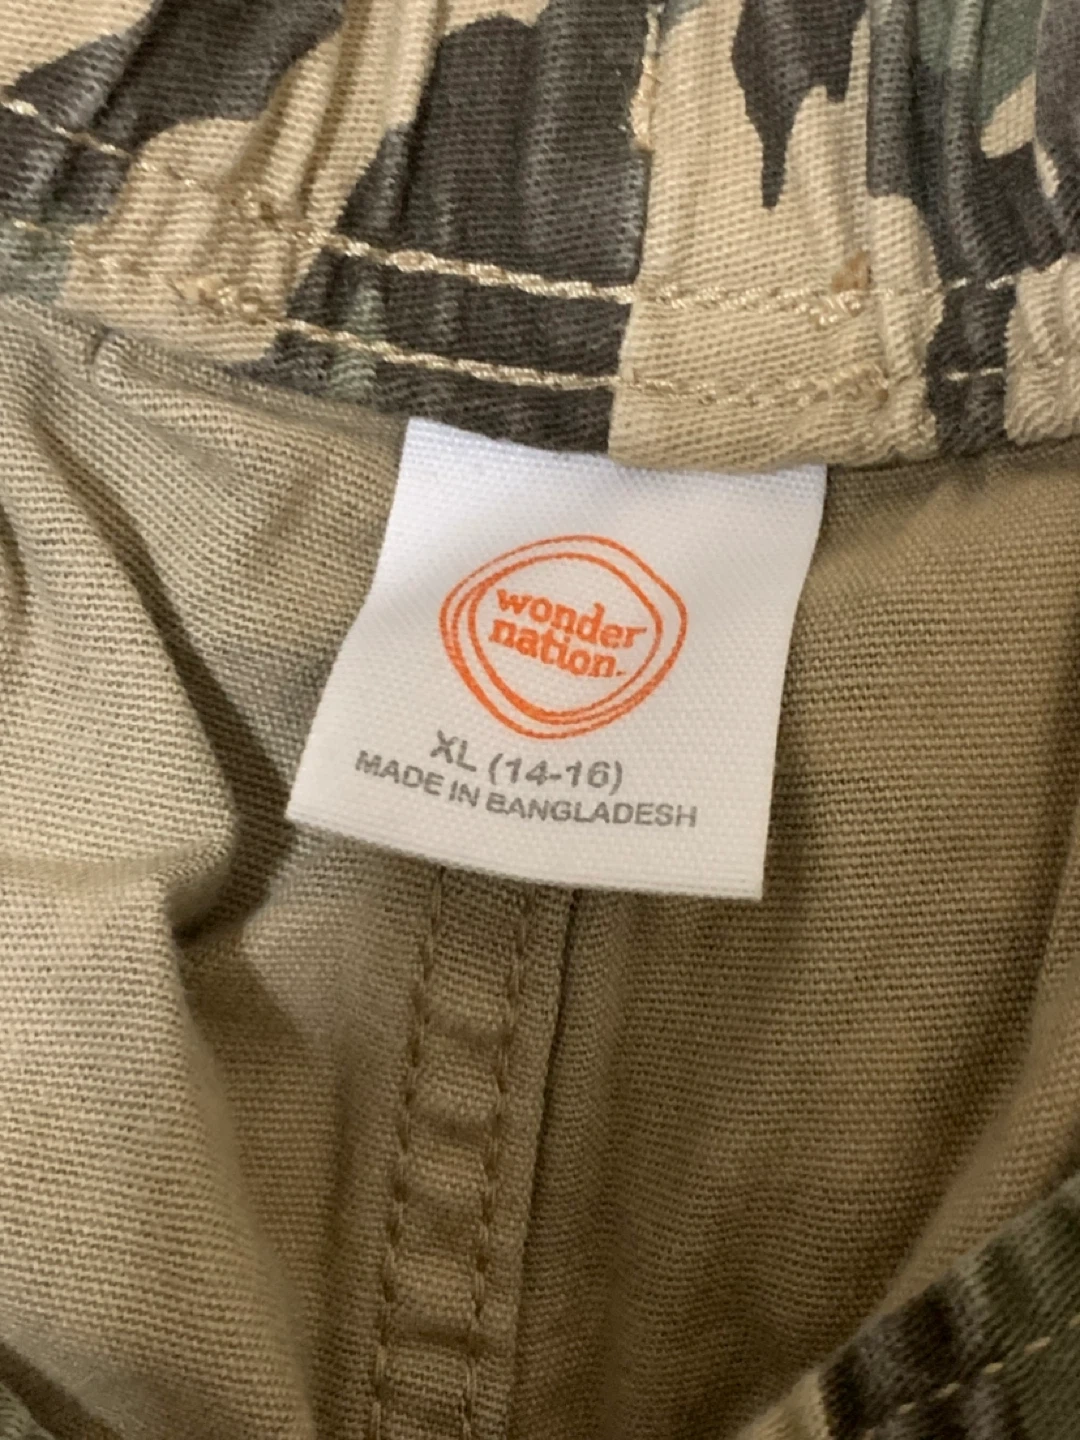 wonder
nation.
XL (14-16)
MADE IN BANGLADESH